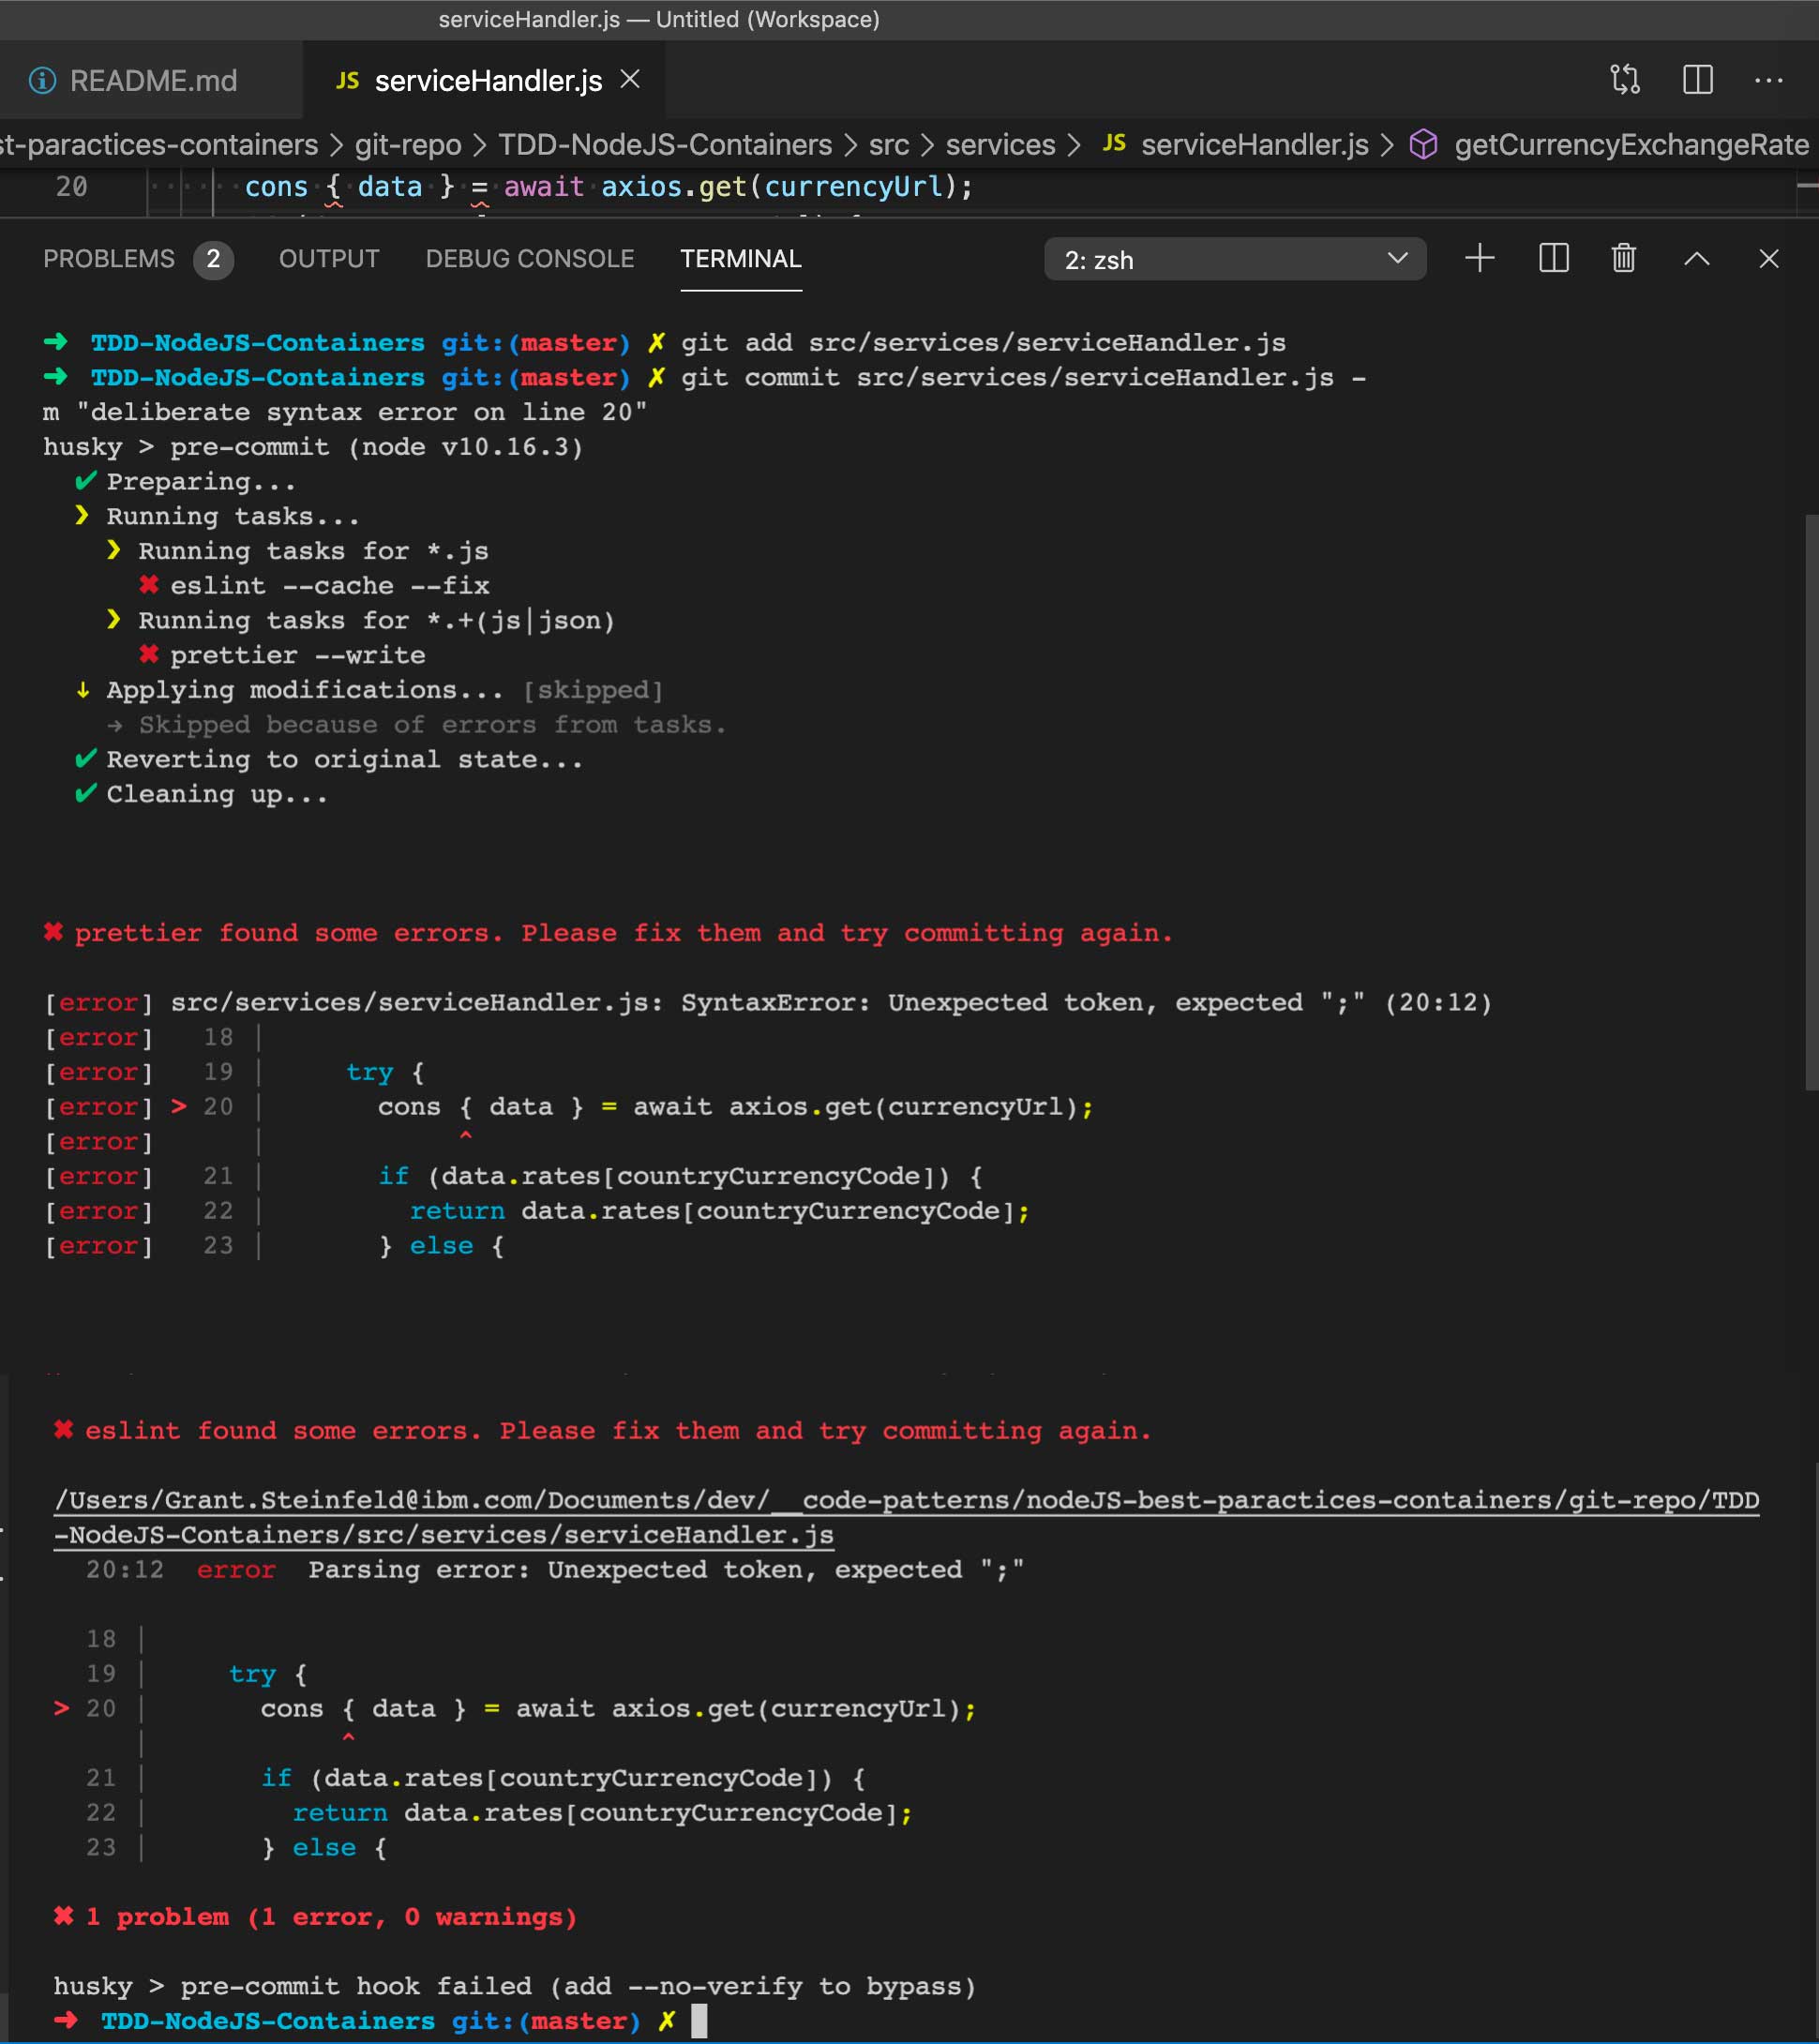 serviceHandler.js — Untitled (Workspace)
README.md JS serviceHandler.js
st-paractices-containers > git-repo > TDD-NodeJS-Containers > src > services > JS serviceHandler.js > getCurrencyExchangeRate
20 cons { data } = await axios.get(currencyUrl);
PROBLEMS 2 OUTPUT DEBUG CONSOLE TERMINAL 2: zsh
➜ TDD-NodeJS-Containers git:(master) ✗ git add src/services/serviceHandler.js
➜ TDD-NodeJS-Containers git:(master) ✗ git commit src/services/serviceHandler.js -
m "deliberate syntax error on line 20"
husky > pre-commit (node v10.16.3)
✔ Preparing...
❯ Running tasks...
❯ Running tasks for *.js
✖ eslint --cache --fix
❯ Running tasks for *.+(js|json)
✖ prettier --write
↓ Applying modifications... [skipped]
→ Skipped because of errors from tasks.
✔ Reverting to original state...
✔ Cleaning up...
✖ prettier found some errors. Please fix them and try committing again.
[error] src/services/serviceHandler.js: SyntaxError: Unexpected token, expected ";" (20:12)
[error] 18 |
[error] 19 | try {
[error] > 20 | cons { data } = await axios.get(currencyUrl);
[error] | ^
[error] 21 | if (data.rates[countryCurrencyCode]) {
[error] 22 | return data.rates[countryCurrencyCode];
[error] 23 | } else {
✖ eslint found some errors. Please fix them and try committing again.
/Users/Grant.Steinfeld@ibm.com/Documents/dev/__code-patterns/nodeJS-best-paractices-containers/git-repo/TDD
-NodeJS-Containers/src/services/serviceHandler.js
20:12 error Parsing error: Unexpected token, expected ";"
18 |
19 | try {
> 20 | cons { data } = await axios.get(currencyUrl);
| ^
21 | if (data.rates[countryCurrencyCode]) {
22 | return data.rates[countryCurrencyCode];
23 | } else {
✖ 1 problem (1 error, 0 warnings)
husky > pre-commit hook failed (add --no-verify to bypass)
➜ TDD-NodeJS-Containers git:(master) ✗